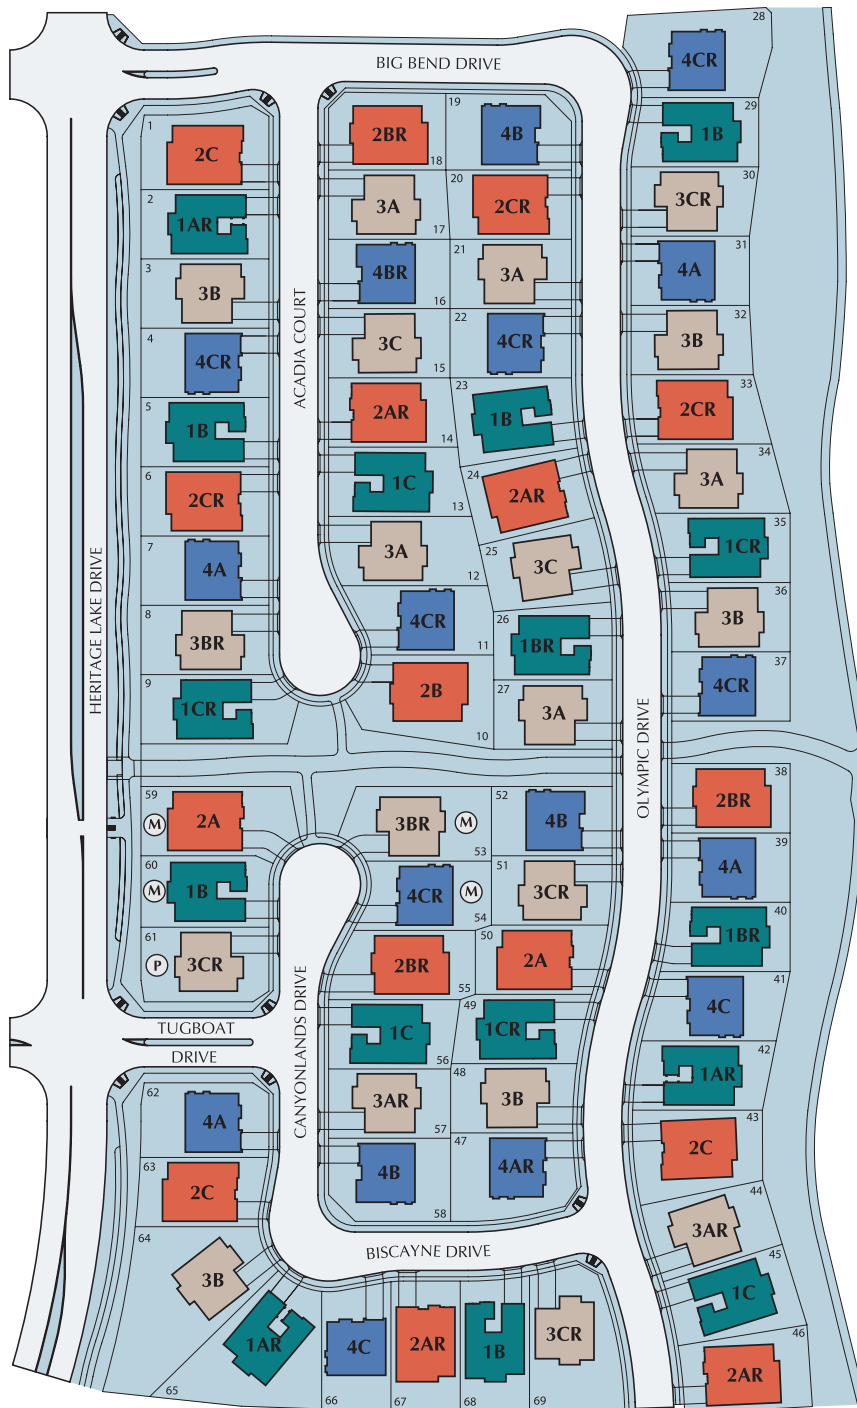 28
BIG BEND DRIVE
4CR
19
29
1
2BR
4B
1B
2C
18
20
30
2
3A
2CR
3CR
1AR
17
21
31
3
4BR
3A
4A
3B
16
22
32
4
3C
4CR
3B
4CR
15
23
33
5
2AR
1B
2CR
1B
14
24
34
6
1C
2AR
3A
2CR
13
25
35
7
3A
3C
1CR
4A
12
26
36
8
4CR
1BR
3B
3BR
11
27
37
9
2B
3A
4CR
1CR
10
ACADIA COURT
HERITAGE LAKE DRIVE
OLYMPIC DRIVE
59
52
38
M
2A
3BR
M
4B
2BR
53
39
60
51
4A
M
1B
4CR
M
3CR
54
40
61
50
1BR
P
3CR
2BR
2A
55
41
49
4C
TUGBOAT
DRIVE
1C
1CR
56
42
48
1AR
CANYONLANDS DRIVE
62
3AR
3B
57
43
4A
47
2C
63
4B
4AR
2C
58
44
64
3AR
BISCAYNE DRIVE
45
3B
1C
1AR
4C
2AR
1B
3CR
46
2AR
65
66
67
68
69